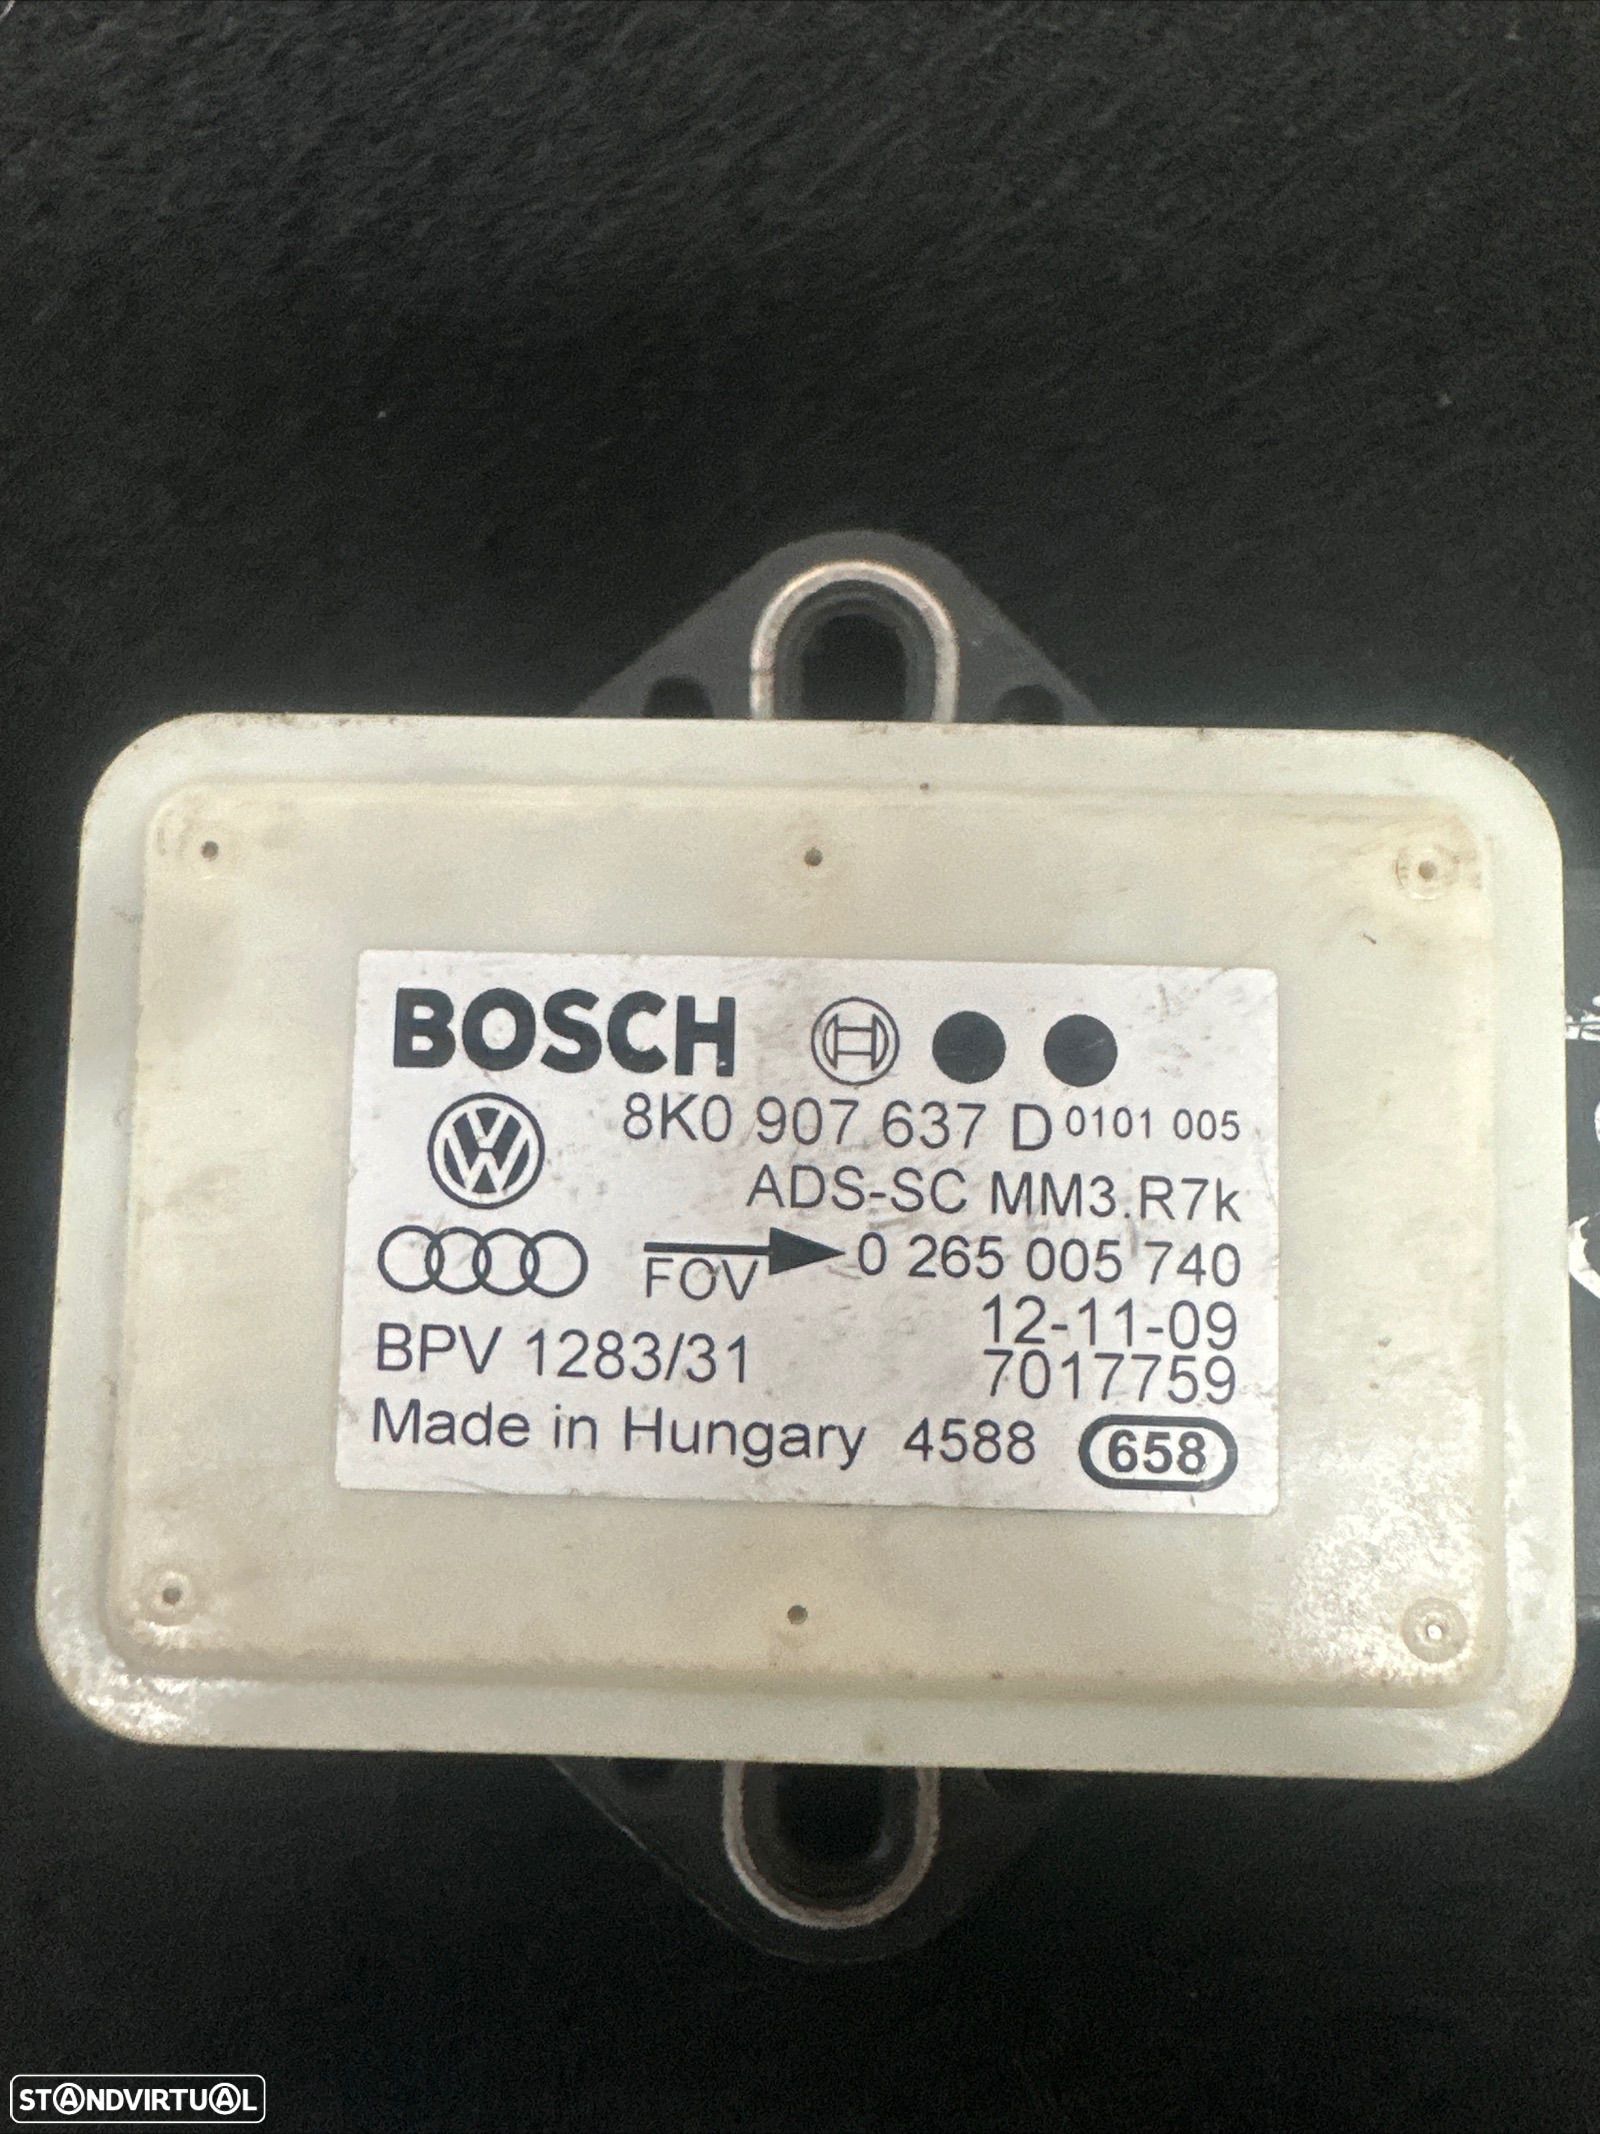 BOSCH
8K0 907 637 D 0101 005
ADS-SC MM3.R7k
FOV 0 265 005 740
12-11-09
BPV 1283/31 7017759
Made in Hungary 4588 658
STANDVIRTUAL